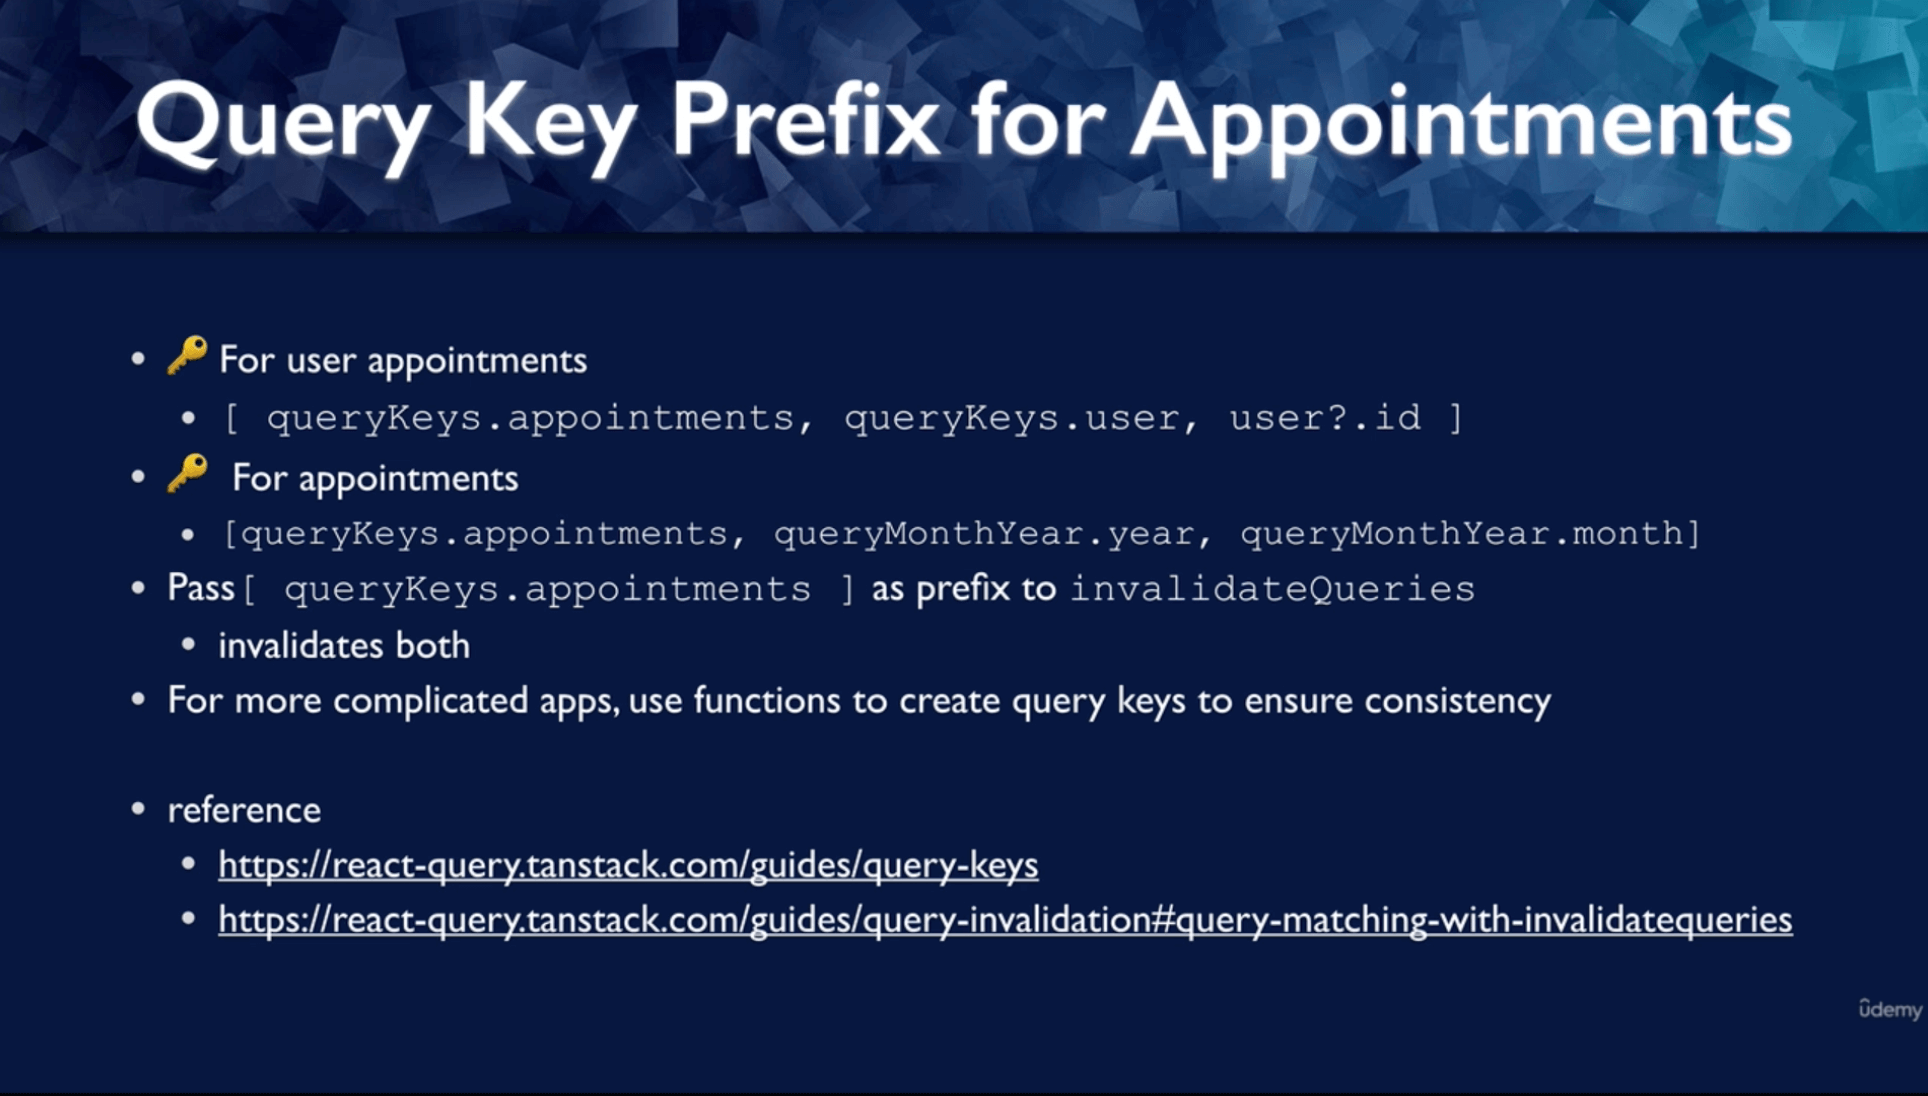 Query Key Prefix for Appointments
• 🔑 For user appointments
• [ queryKeys.appointments, queryKeys.user, user?.id ]
• 🔑 For appointments
• [queryKeys.appointments, queryMonthYear.year, queryMonthYear.month]
• Pass[ queryKeys.appointments ] as prefix to invalidateQueries
• invalidates both
• For more complicated apps, use functions to create query keys to ensure consistency
• reference
• https://react-query.tanstack.com/guides/query-keys
• https://react-query.tanstack.com/guides/query-invalidation#query-matching-with-invalidatequeries
ûdemy